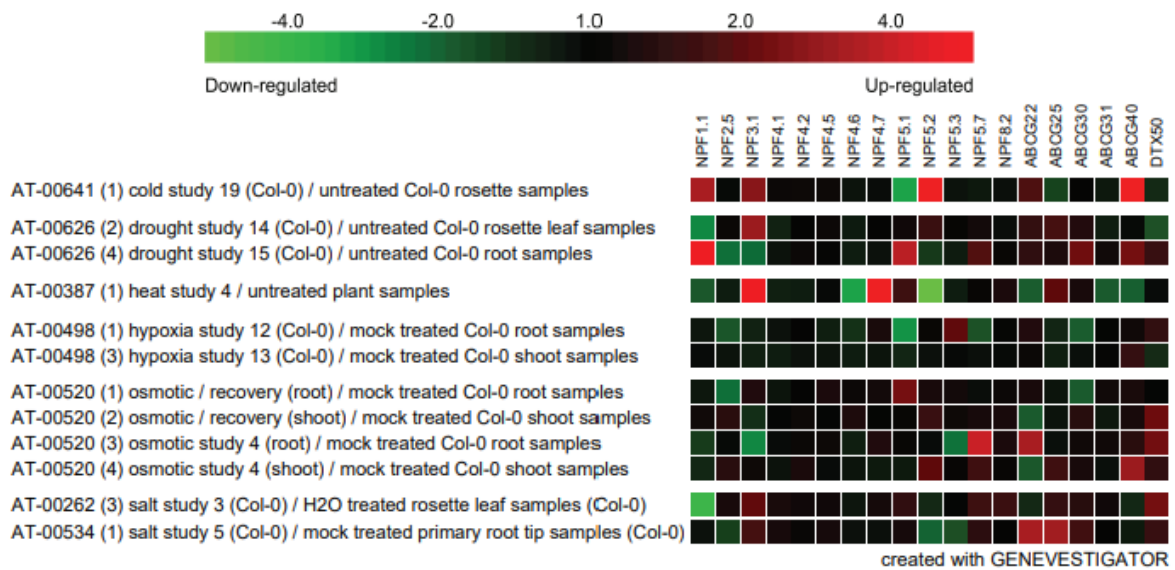 -4.0 -2.0 1.0 2.0 4.0
Down-regulated Up-regulated
NPF1.1 NPF2.5 NPF3.1 NPF4.1 NPF4.2 NPF4.5 NPF4.6 NPF4.7 NPF5.1 NPF5.2 NPF5.3 NPF5.7 NPF8.2 ABCG22 ABCG25 ABCG30 ABCG31 ABCG40 DTX50
AT-00641 (1) cold study 19 (Col-0) / untreated Col-0 rosette samples
AT-00626 (2) drought study 14 (Col-0) / untreated Col-0 rosette leaf samples
AT-00626 (4) drought study 15 (Col-0) / untreated Col-0 root samples
AT-00387 (1) heat study 4 / untreated plant samples
AT-00498 (1) hypoxia study 12 (Col-0) / mock treated Col-0 root samples
AT-00498 (3) hypoxia study 13 (Col-0) / mock treated Col-0 shoot samples
AT-00520 (1) osmotic / recovery (root) / mock treated Col-0 root samples
AT-00520 (2) osmotic / recovery (shoot) / mock treated Col-0 shoot samples
AT-00520 (3) osmotic study 4 (root) / mock treated Col-0 root samples
AT-00520 (4) osmotic study 4 (shoot) / mock treated Col-0 shoot samples
AT-00262 (3) salt study 3 (Col-0) / H2O treated rosette leaf samples (Col-0)
AT-00534 (1) salt study 5 (Col-0) / mock treated primary root tip samples (Col-0)
created with GENEVESTIGATOR